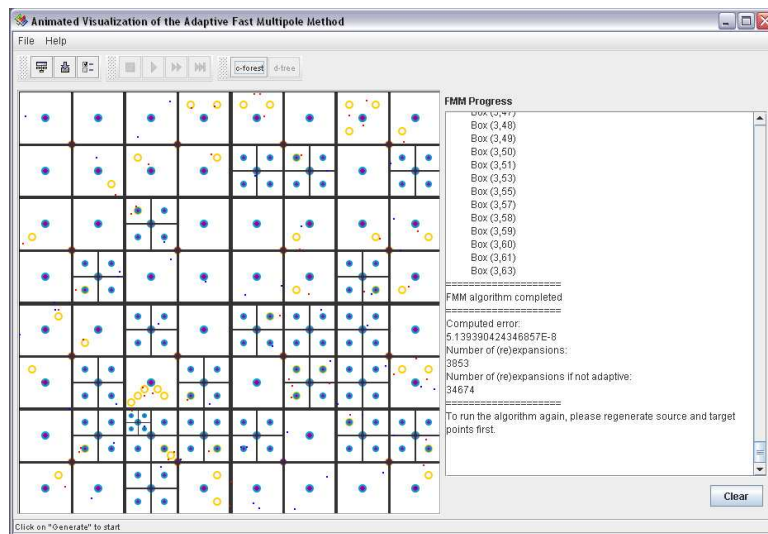 Animated Visualization of the Adaptive Fast Multipole Method
File Help
c-forest d-tree
FMM Progress
Box (3,47)
Box (3,48)
Box (3,49)
Box (3,50)
Box (3,51)
Box (3,53)
Box (3,55)
Box (3,57)
Box (3,58)
Box (3,59)
Box (3,60)
Box (3,61)
Box (3,63)
=====================
FMM algorithm completed
=====================
Computed error:
5.139390424346857E-8
Number of (re)expansions:
3853
Number of (re)expansions if not adaptive:
34674
=====================
To run the algorithm again, please regenerate source and target
points first.
Clear
Click on "Generate" to start